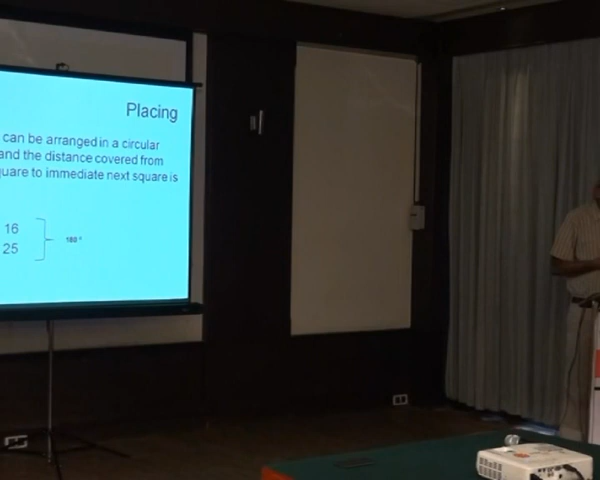 Placing
can be arranged in a circular
and the distance covered from
quare to immediate next square is
16
25
180°